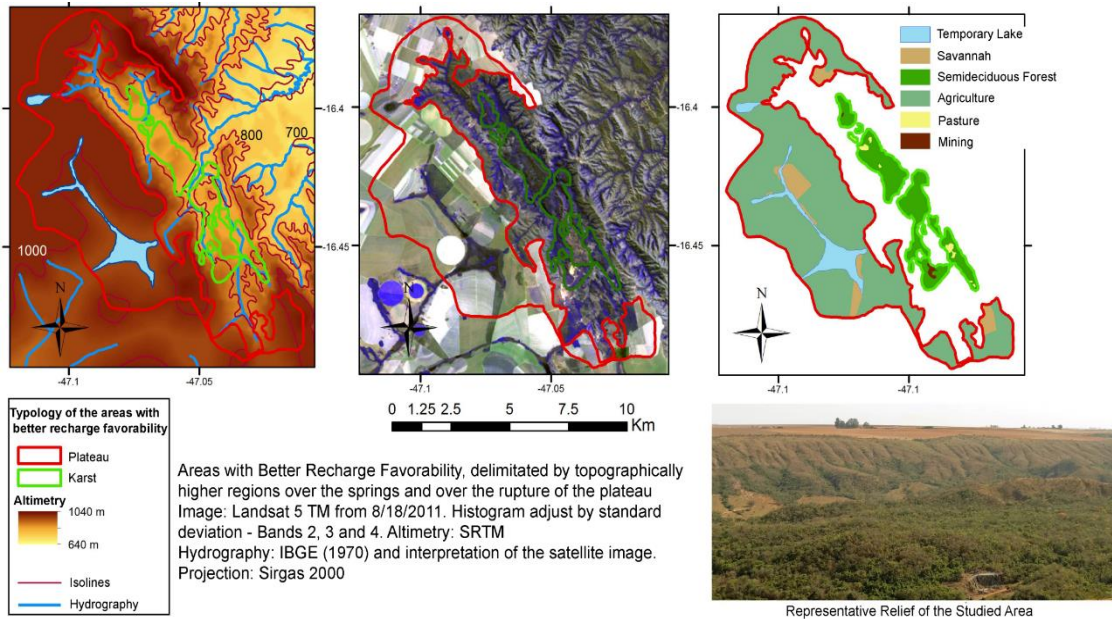 800
700
1000
N
-16.4
-16.45
-47.1
-47.05
-16.4
-16.45
N
-47.1
-47.05
-16.4
-16.45
N
-47.1
-47.1
Temporary Lake
Savannah
Semideciduous Forest
Agriculture
Pasture
Mining
Typology of the areas with
better recharge favorability
Plateau
Karst
Altimetry
1040 m
640 m
Isolines
Hydrography
0 1.25 2.5 5 7.5 10
Km
Areas with Better Recharge Favorability, delimitated by topographically
higher regions over the springs and over the rupture of the plateau
Image: Landsat 5 TM from 8/18/2011. Histogram adjust by standard
deviation - Bands 2, 3 and 4. Altimetry: SRTM
Hydrography: IBGE (1970) and interpretation of the satellite image.
Projection: Sirgas 2000
Representative Relief of the Studied Area